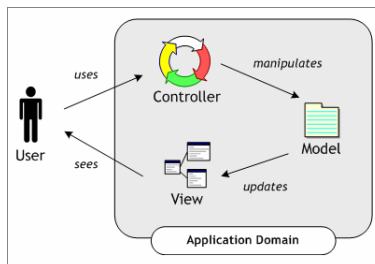 uses
Controller
manipulates
User
Model
sees
View
updates
Application Domain